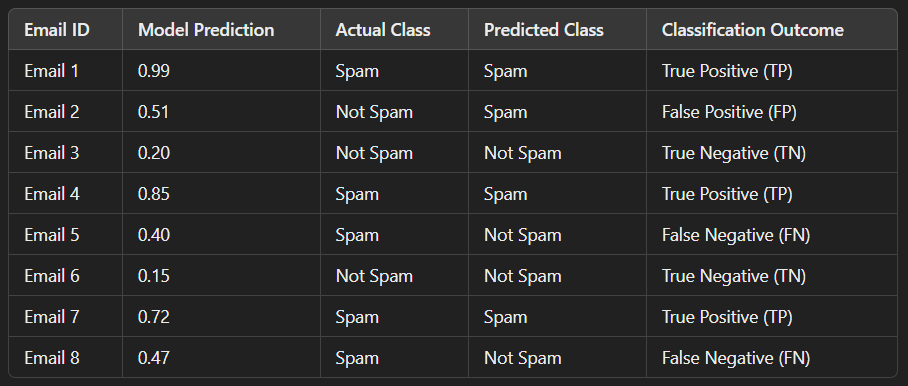 Email ID Model Prediction Actual Class Predicted Class Classification Outcome
Email 1 0.99 Spam Spam True Positive (TP)
Email 2 0.51 Not Spam Spam False Positive (FP)
Email 3 0.20 Not Spam Not Spam True Negative (TN)
Email 4 0.85 Spam Spam True Positive (TP)
Email 5 0.40 Spam Not Spam False Negative (FN)
Email 6 0.15 Not Spam Not Spam True Negative (TN)
Email 7 0.72 Spam Spam True Positive (TP)
Email 8 0.47 Spam Not Spam False Negative (FN)